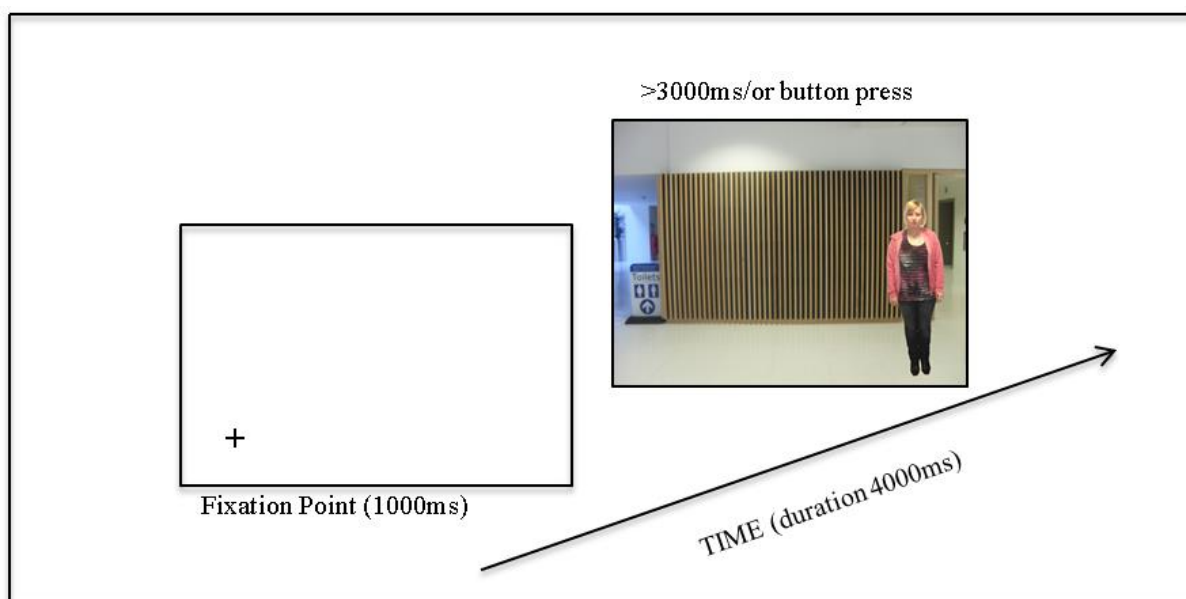 >3000ms/or button press
Toilets
+
Fixation Point (1000ms)
TIME (duration 4000ms)